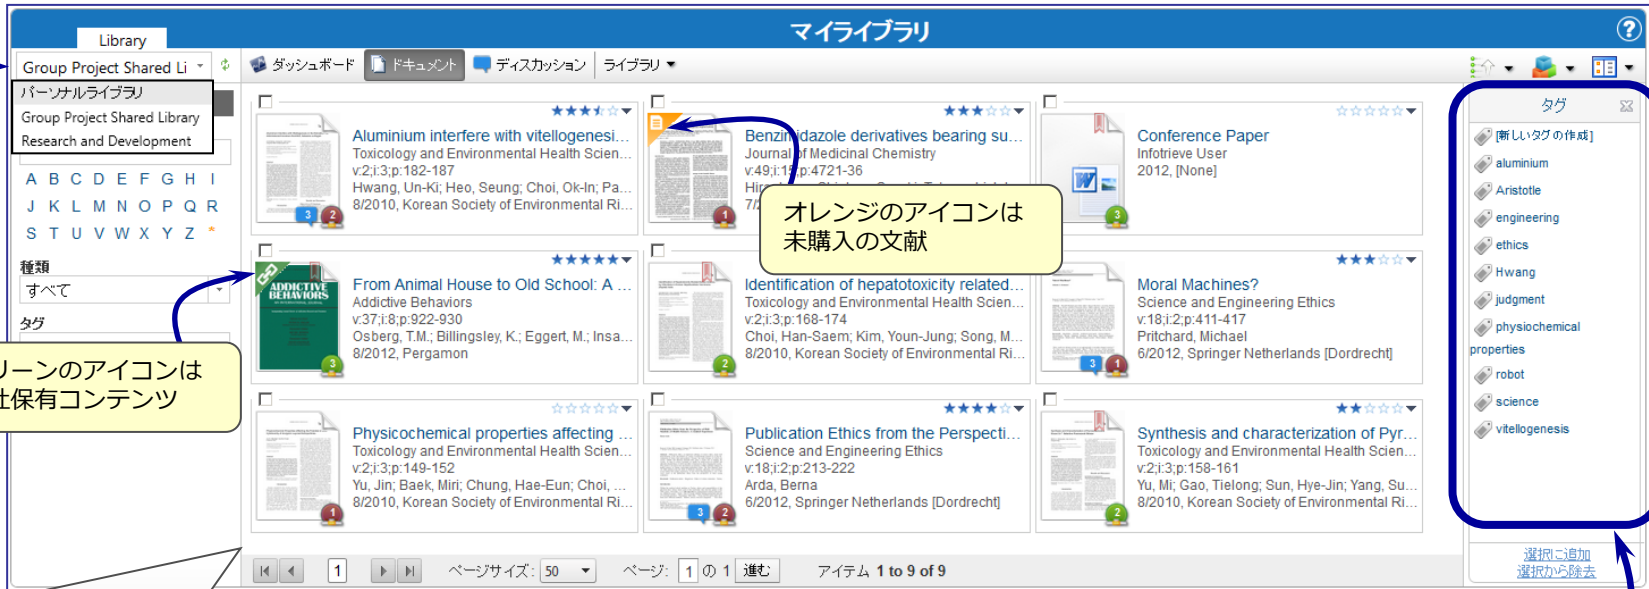 Library
マイライブラリ
Group Project Shared Li
ダッシュボード
ドキュメント
ディスカッション
ライブラリ
パーソナルライブラリ
Group Project Shared Library
Research and Development
A B C D E F G H I
J K L M N O P Q R
S T U V W X Y Z *
種類
すべて
タグ
リーンのアイコンは
社保有コンテンツ
Aluminium interfere with vitellogenesi...
Toxicology and Environmental Health Scien...
v:2;i:3;p:182-187
Hwang, Un-Ki; Heo, Seung; Choi, Ok-In; Pa...
8/2010, Korean Society of Environmental Ri...
3 2
Benzimidazole derivatives bearing su...
Journal of Medicinal Chemistry
v:49;i:15;p:4721-36
1
オレンジのアイコンは
未購入の文献
Conference Paper
Infotrieve User
2012, [None]
3
ADDICTIVE
BEHAVIORS
From Animal House to Old School: A ...
Addictive Behaviors
v:37;i:8;p:922-930
Osberg, T.M.; Billingsley, K.; Eggert, M.; Insa...
8/2012, Pergamon
3
Identification of hepatotoxicity related...
Toxicology and Environmental Health Scien...
v:2;i:3;p:168-174
Choi, Han-Saem; Kim, Youn-Jung; Song, M...
8/2010, Korean Society of Environmental Ri...
2
Moral Machines?
Science and Engineering Ethics
v:18;i:2;p:411-417
Pritchard, Michael
6/2012, Springer Netherlands [Dordrecht]
3 1
Physicochemical properties affecting ...
Toxicology and Environmental Health Scien...
v:2;i:3;p:149-152
Yu, Jin; Baek, Miri; Chung, Hae-Eun; Choi, ...
8/2010, Korean Society of Environmental Ri...
1
Publication Ethics from the Perspecti...
Science and Engineering Ethics
v:18;i:2;p:213-222
Arda, Berna
6/2012, Springer Netherlands [Dordrecht]
3 2
Synthesis and characterization of Pyr...
Toxicology and Environmental Health Scien...
v:2;i:3;p:158-161
Yu, Mi; Gao, Tielong; Sun, Hye-Jin; Yang, Su...
8/2010, Korean Society of Environmental Ri...
2
1
ページサイズ: 50
ページ: 1 の 1 進む
アイテム 1 to 9 of 9
タグ
[新しいタグの作成]
aluminium
Aristotle
engineering
ethics
Hwang
judgment
physiochemical
properties
robot
science
vitellogenesis
選択に追加
選択から除去